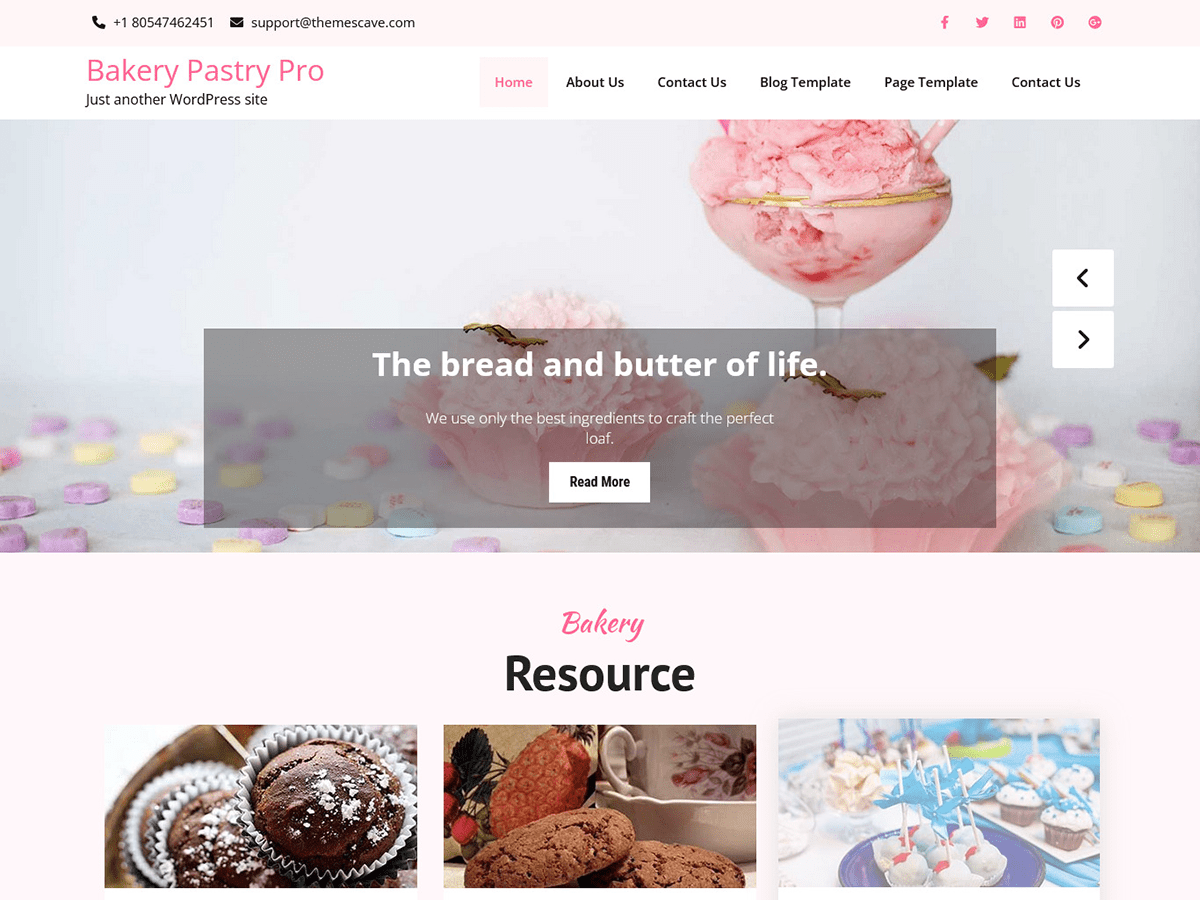 +1 80547462451 support@themescave.com
Bakery Pastry Pro
Just another WordPress site
Home About Us Contact Us Blog Template Page Template Contact Us
The bread and butter of life.
We use only the best ingredients to craft the perfect
loaf.
Read More
Bakery
Resource